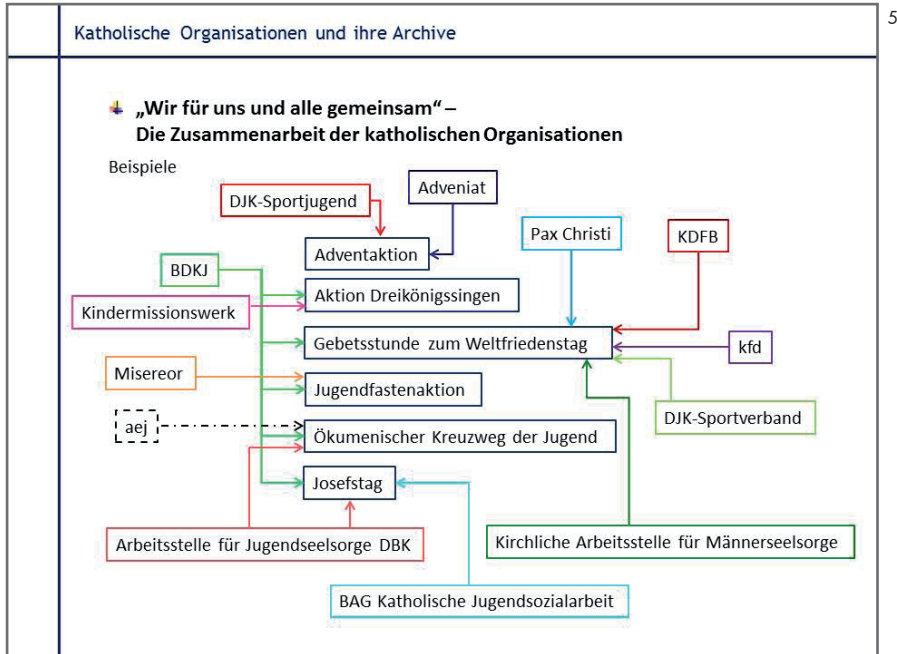 5
Katholische Organisationen und ihre Archive
„Wir für uns und alle gemeinsam“ –
Die Zusammenarbeit der katholischen Organisationen
Beispiele
Adveniat
DJK-Sportjugend
Pax Christi
KDFB
Adventaktion
BDKJ
Aktion Dreikönigssingen
Kindermissionswerk
Gebetsstunde zum Weltfriedenstag
kfd
Misereor
Jugendfastenaktion
DJK-Sportverband
aej
Ökumenischer Kreuzweg der Jugend
Josefstag
Arbeitsstelle für Jugendseelsorge DBK
Kirchliche Arbeitsstelle für Männerseelsorge
BAG Katholische Jugendsozialarbeit